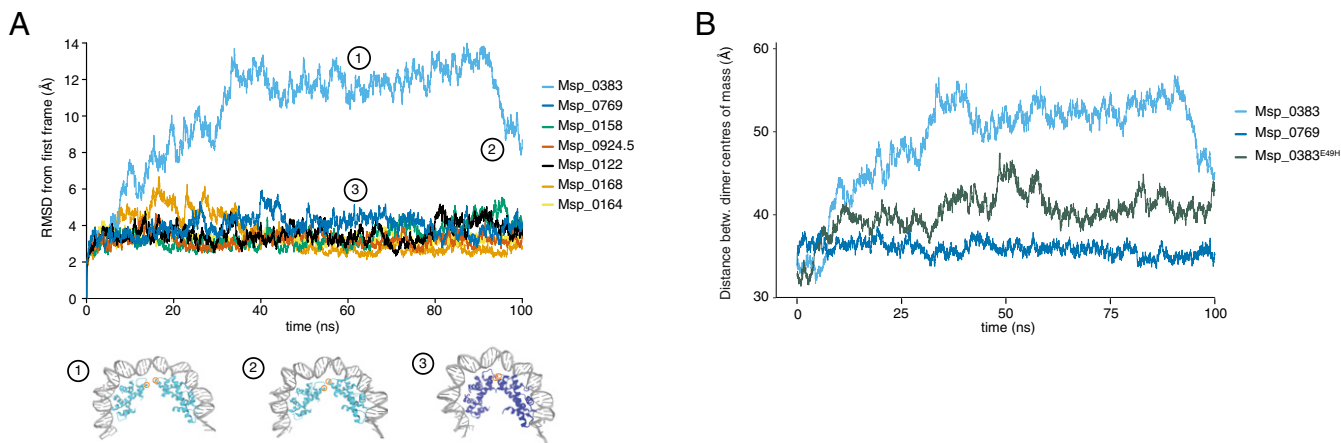 A
RMSD from first frame (Å)
14
12
10
8
6
4
2
0
0
20
40
60
80
100
time (ns)
1
2
3
Msp_0383
Msp_0769
Msp_0158
Msp_0924.5
Msp_0122
Msp_0168
Msp_0164
1
2
3
B
Distance betw. dimer centres of mass (Å)
60
50
40
30
0
25
50
75
100
time (ns)
Msp_0383
Msp_0769
Msp_0383E49H